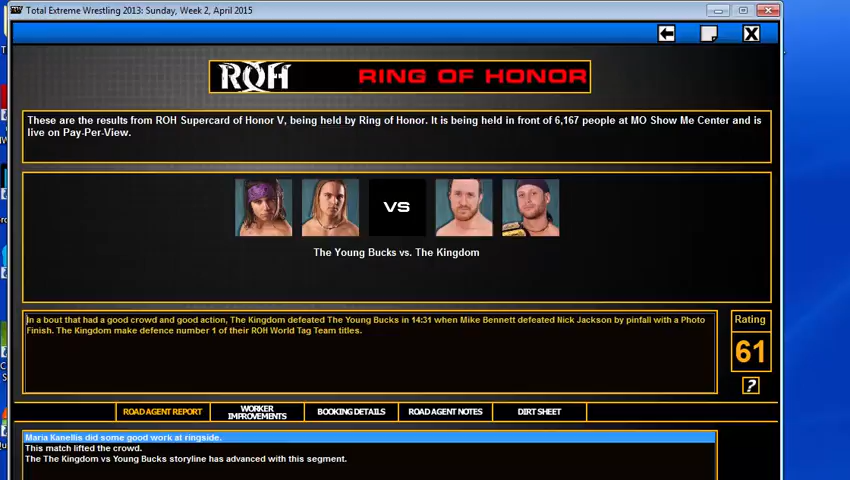 Total Extreme Wrestling 2013: Sunday, Week 2, April 2015
ROH RING OF HONOR
These are the results from ROH Supercard of Honor V, being held by Ring of Honor. It is being held in front of 6,167 people at MO Show Me Center and is
live on Pay-Per-View.
VS
The Young Bucks vs. The Kingdom
In a bout that had a good crowd and good action, The Kingdom defeated The Young Bucks in 14:31 when Mike Bennett defeated Nick Jackson by pinfall with a Photo
Finish. The Kingdom make defence number 1 of their ROH World Tag Team titles.
Rating
61
?
ROAD AGENT REPORT
WORKER
IMPROVEMENTS
BOOKING DETAILS
ROAD AGENT NOTES
DIRT SHEET
Maria Kanellis did some good work at ringside.
This match lifted the crowd.
The The Kingdom vs Young Bucks storyline has advanced with this segment.